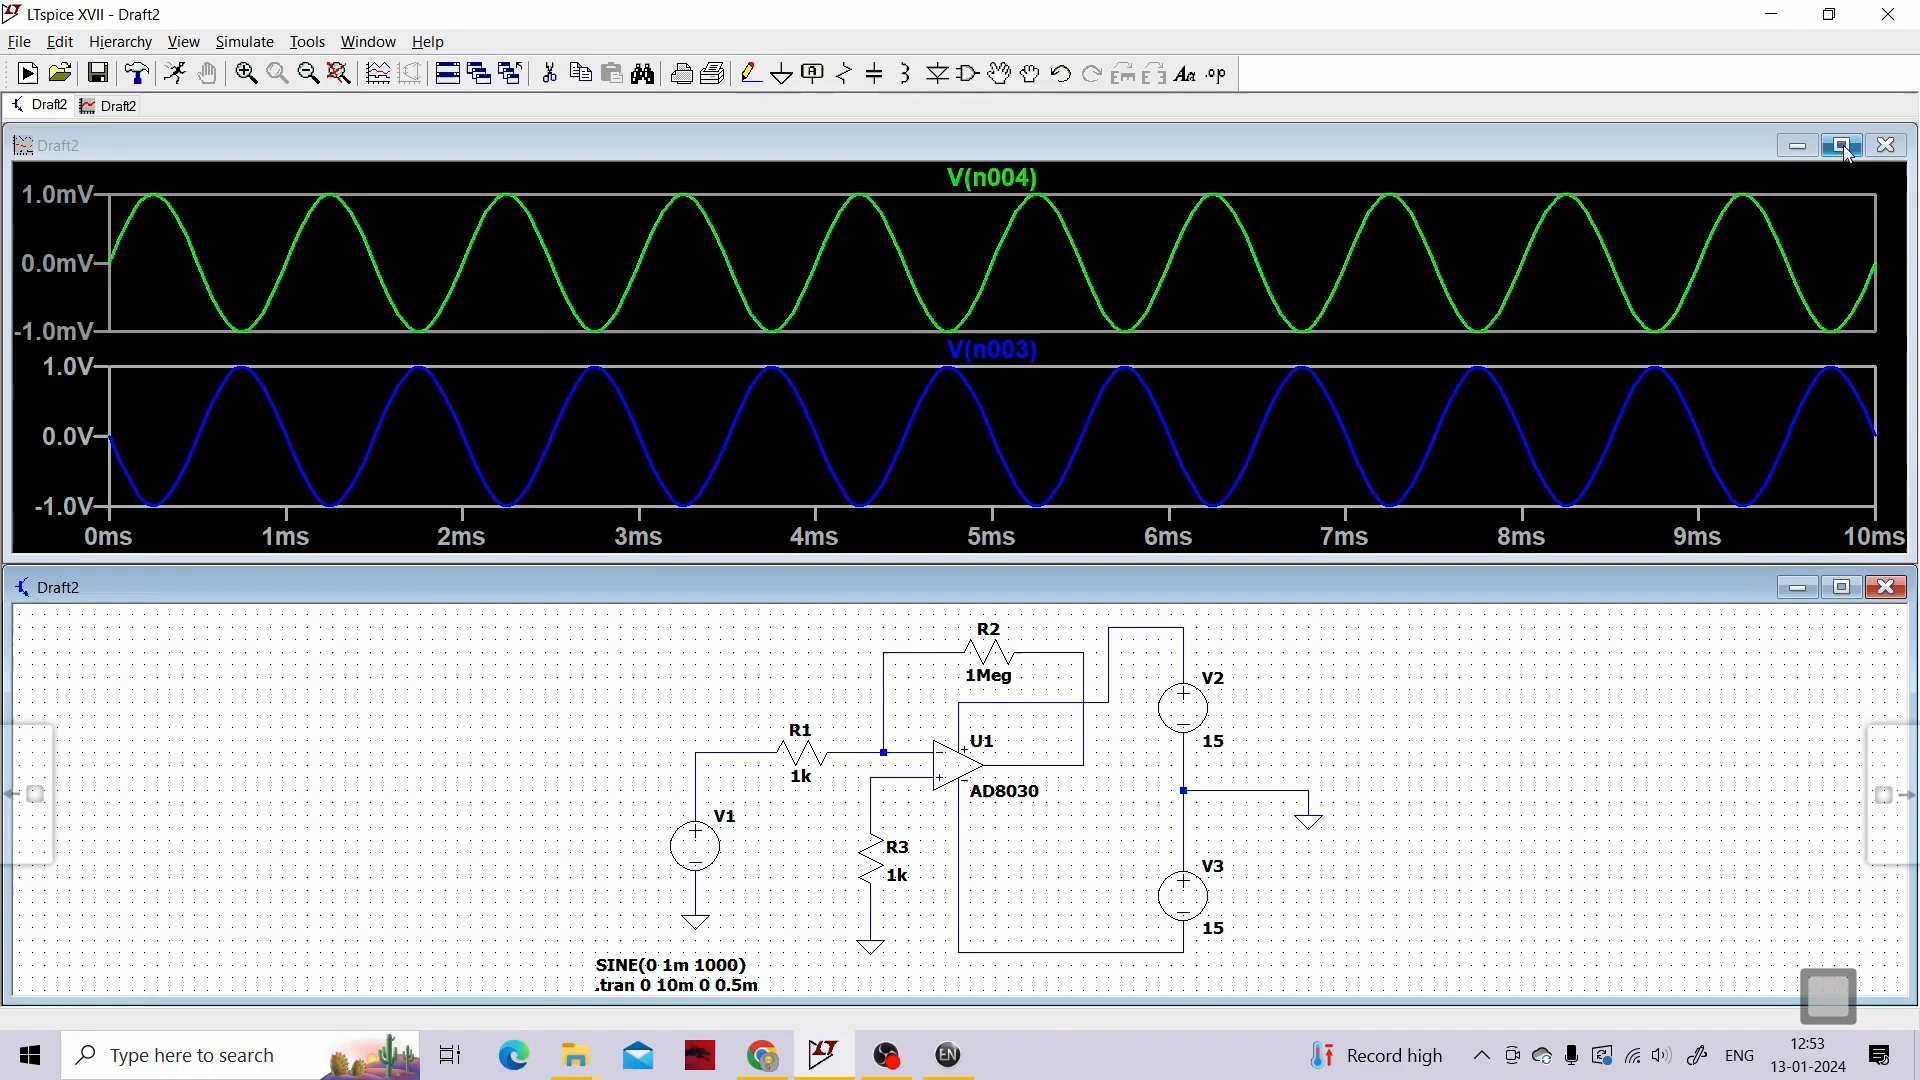 LTspice XVII - Draft2
File Edit Hierarchy View Simulate Tools Window Help
Aa .op
Draft2 Draft2
Draft2
V(n004)
1.0mV
0.0mV
-1.0mV
V(n003)
1.0V
0.0V
-1.0V
0ms 1ms 2ms 3ms 4ms 5ms 6ms 7ms 8ms 9ms 10ms
Draft2
R2
1Meg
V2
15
R1
1k
U1
AD8030
V1
R3
1k
V3
15
SINE(0 1m 1000)
.tran 0 10m 0 0.5m
Type here to search
EN
Record high
ENG
12:53
13-01-2024